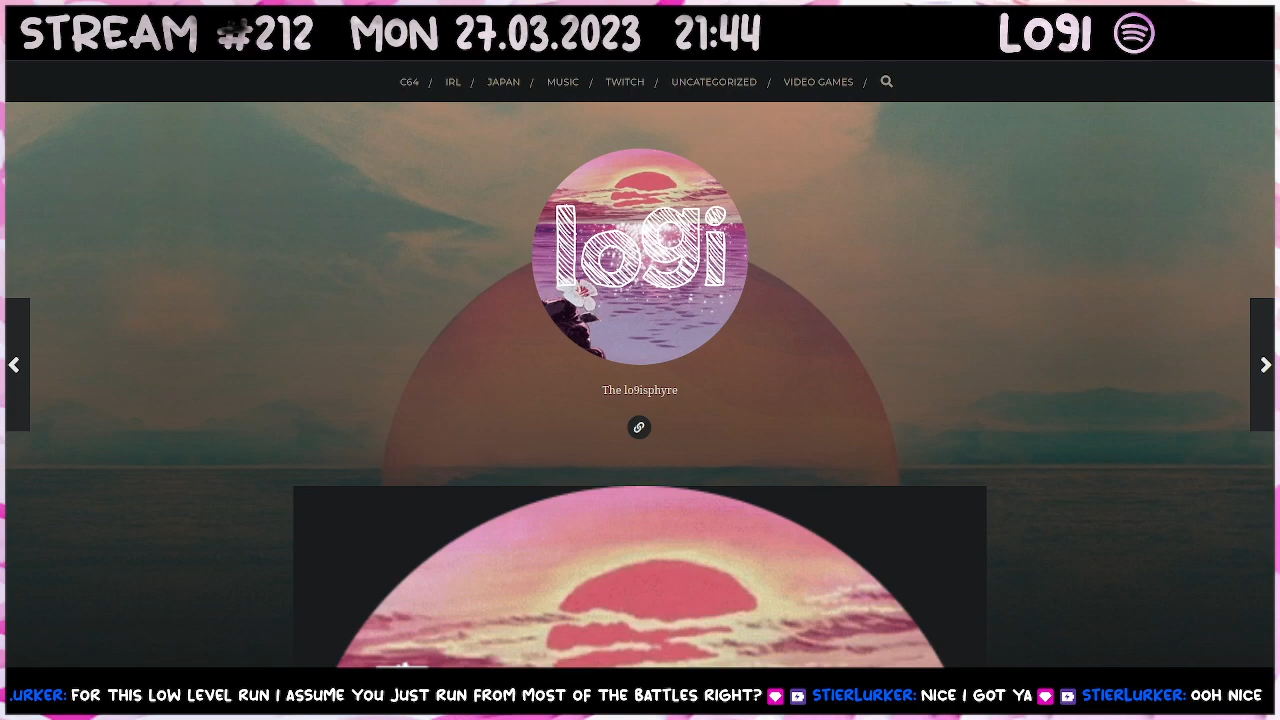 STREAM #212 MON 27.03.2023 21:44 LO9I
C64 / IRL / JAPAN / MUSIC / TWITCH / UNCATEGORIZED / VIDEO GAMES /
lo9i
The lo9isphyre
.URKER: FOR THIS LOW LEVEL RUN I ASSUME YOU JUST RUN FROM MOST OF THE BATTLES RIGHT? STIERLURKER: NICE I GOT YA STIERLURKER: OOH NICE